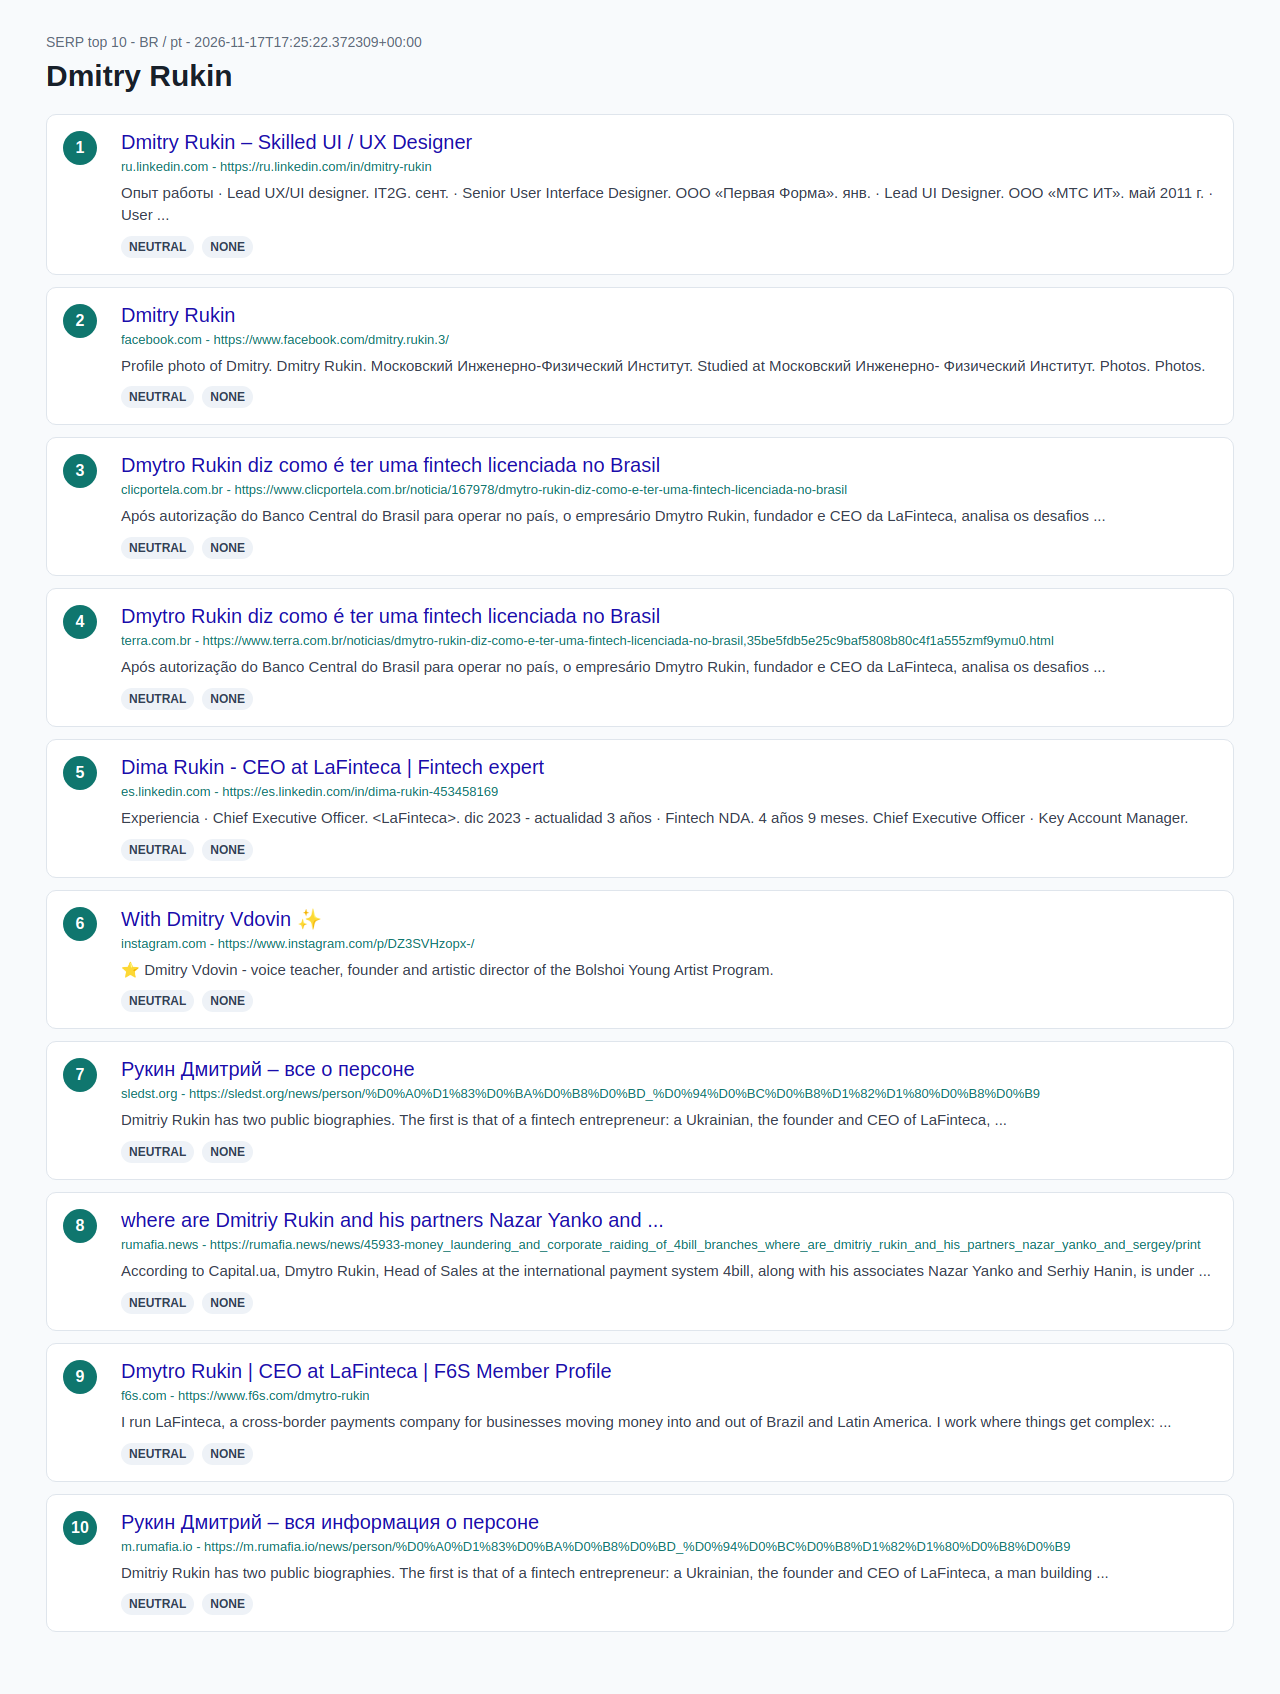 SERP top 10 - BR / pt - 2026-11-17T17:25:22.372309+00:00
Dmitry Rukin
1
Dmitry Rukin – Skilled UI / UX Designer
ru.linkedin.com - https://ru.linkedin.com/in/dmitry-rukin
Опыт работы · Lead UX/UI designer. IT2G. сент. · Senior User Interface Designer. ООО «Первая Форма». янв. · Lead UI Designer. ООО «МТС ИТ». май 2011 г. ·
User ...
NEUTRAL NONE
2
Dmitry Rukin
facebook.com - https://www.facebook.com/dmitry.rukin.3/
Profile photo of Dmitry. Dmitry Rukin. Московский Инженерно-Физический Институт. Studied at Московский Инженерно- Физический Институт. Photos. Photos.
NEUTRAL NONE
3
Dmytro Rukin diz como é ter uma fintech licenciada no Brasil
clicportela.com.br - https://www.clicportela.com.br/noticia/167978/dmytro-rukin-diz-como-e-ter-uma-fintech-licenciada-no-brasil
Após autorização do Banco Central do Brasil para operar no país, o empresário Dmytro Rukin, fundador e CEO da LaFinteca, analisa os desafios ...
NEUTRAL NONE
4
Dmytro Rukin diz como é ter uma fintech licenciada no Brasil
terra.com.br - https://www.terra.com.br/noticias/dmytro-rukin-diz-como-e-ter-uma-fintech-licenciada-no-brasil,35be5fdb5e25c9baf5808b80c4f1a555zmf9ymu0.html
Após autorização do Banco Central do Brasil para operar no país, o empresário Dmytro Rukin, fundador e CEO da LaFinteca, analisa os desafios ...
NEUTRAL NONE
5
Dima Rukin - CEO at LaFinteca | Fintech expert
es.linkedin.com - https://es.linkedin.com/in/dima-rukin-453458169
Experiencia · Chief Executive Officer. <LaFinteca>. dic 2023 - actualidad 3 años · Fintech NDA. 4 años 9 meses. Chief Executive Officer · Key Account Manager.
NEUTRAL NONE
6
With Dmitry Vdovin ✨
instagram.com - https://www.instagram.com/p/DZ3SVHzopx-/
⭐ Dmitry Vdovin - voice teacher, founder and artistic director of the Bolshoi Young Artist Program.
NEUTRAL NONE
7
Рукин Дмитрий – все о персоне
sledst.org - https://sledst.org/news/person/%D0%A0%D1%83%D0%BA%D0%B8%D0%BD_%D0%94%D0%BC%D0%B8%D1%82%D1%80%D0%B8%D0%B9
Dmitriy Rukin has two public biographies. The first is that of a fintech entrepreneur: a Ukrainian, the founder and CEO of LaFinteca, ...
NEUTRAL NONE
8
where are Dmitriy Rukin and his partners Nazar Yanko and ...
rumafia.news - https://rumafia.news/news/45933-money_laundering_and_corporate_raiding_of_4bill_branches_where_are_dmitriy_rukin_and_his_partners_nazar_yanko_and_sergey/print
According to Capital.ua, Dmytro Rukin, Head of Sales at the international payment system 4bill, along with his associates Nazar Yanko and Serhiy Hanin, is under ...
NEUTRAL NONE
9
Dmytro Rukin | CEO at LaFinteca | F6S Member Profile
f6s.com - https://www.f6s.com/dmytro-rukin
I run LaFinteca, a cross-border payments company for businesses moving money into and out of Brazil and Latin America. I work where things get complex: ...
NEUTRAL NONE
10
Рукин Дмитрий – вся информация о персоне
m.rumafia.io - https://m.rumafia.io/news/person/%D0%A0%D1%83%D0%BA%D0%B8%D0%BD_%D0%94%D0%BC%D0%B8%D1%82%D1%80%D0%B8%D0%B9
Dmitriy Rukin has two public biographies. The first is that of a fintech entrepreneur: a Ukrainian, the founder and CEO of LaFinteca, a man building ...
NEUTRAL NONE